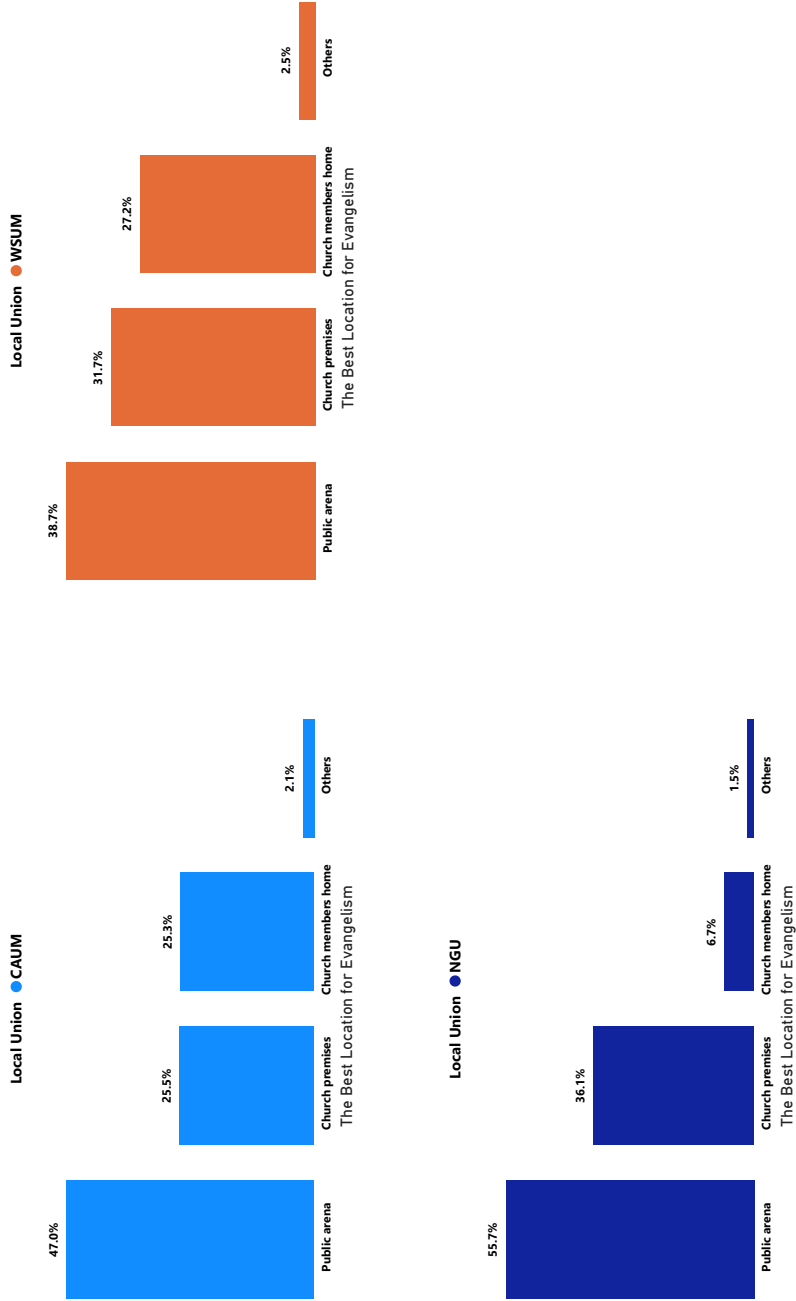 Local Union CAUM
47.0%
25.5%
25.3%
2.1%
Public arena
Church premises
Church members home
Others
The Best Location for Evangelism
Local Union WSUM
38.7%
31.7%
27.2%
2.5%
Public arena
Church premises
Church members home
Others
The Best Location for Evangelism
Local Union NGU
55.7%
36.1%
6.7%
1.5%
Public arena
Church premises
Church members home
Others
The Best Location for Evangelism